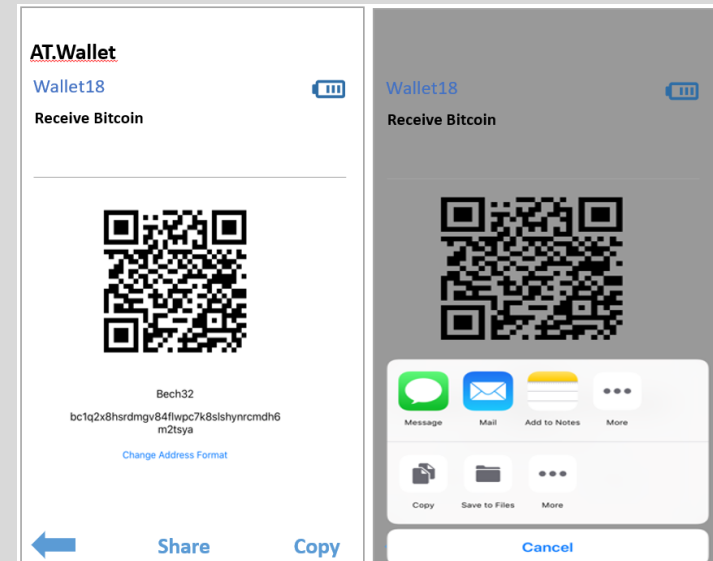 AT.Wallet
Wallet18
Receive Bitcoin
Bech32
bc1q2x8hsrdmgv84flwpc7k8slshynrcmdh6
m2tsya
Change Address Format
Share
Copy
Wallet18
Receive Bitcoin
Message
Mail
Add to Notes
More
Copy
Save to Files
More
Cancel